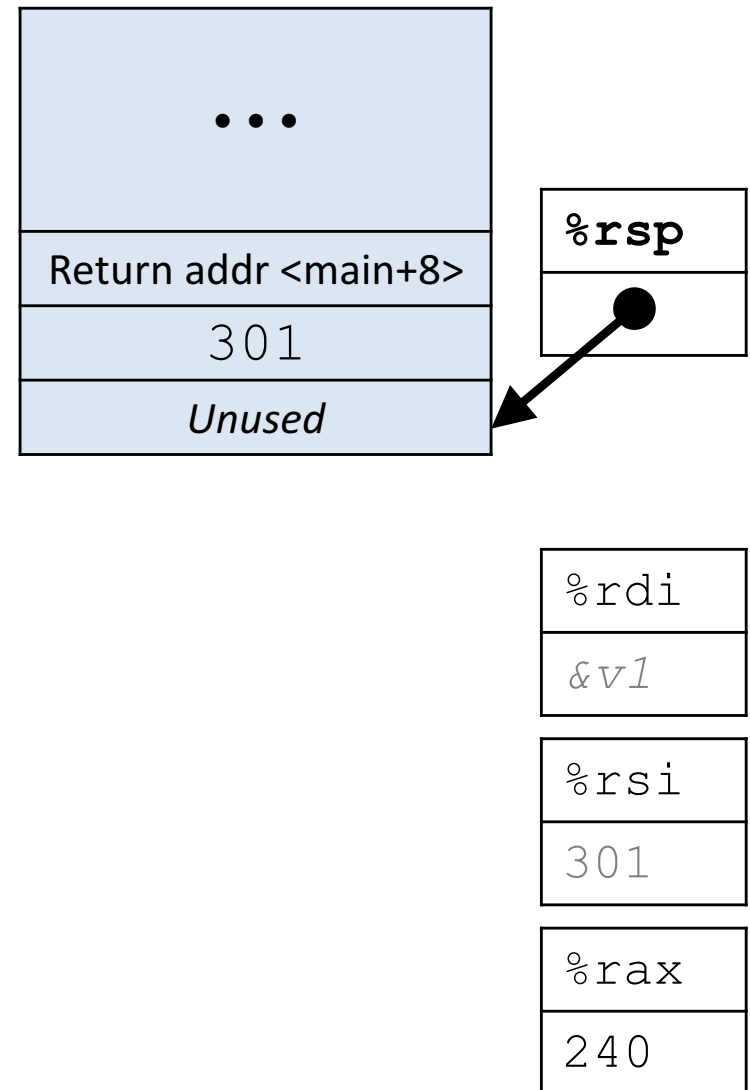 •••
%rsp
Return addr <main+8>
301
Unused
%rdi
&v1
%rsi
301
%rax
240